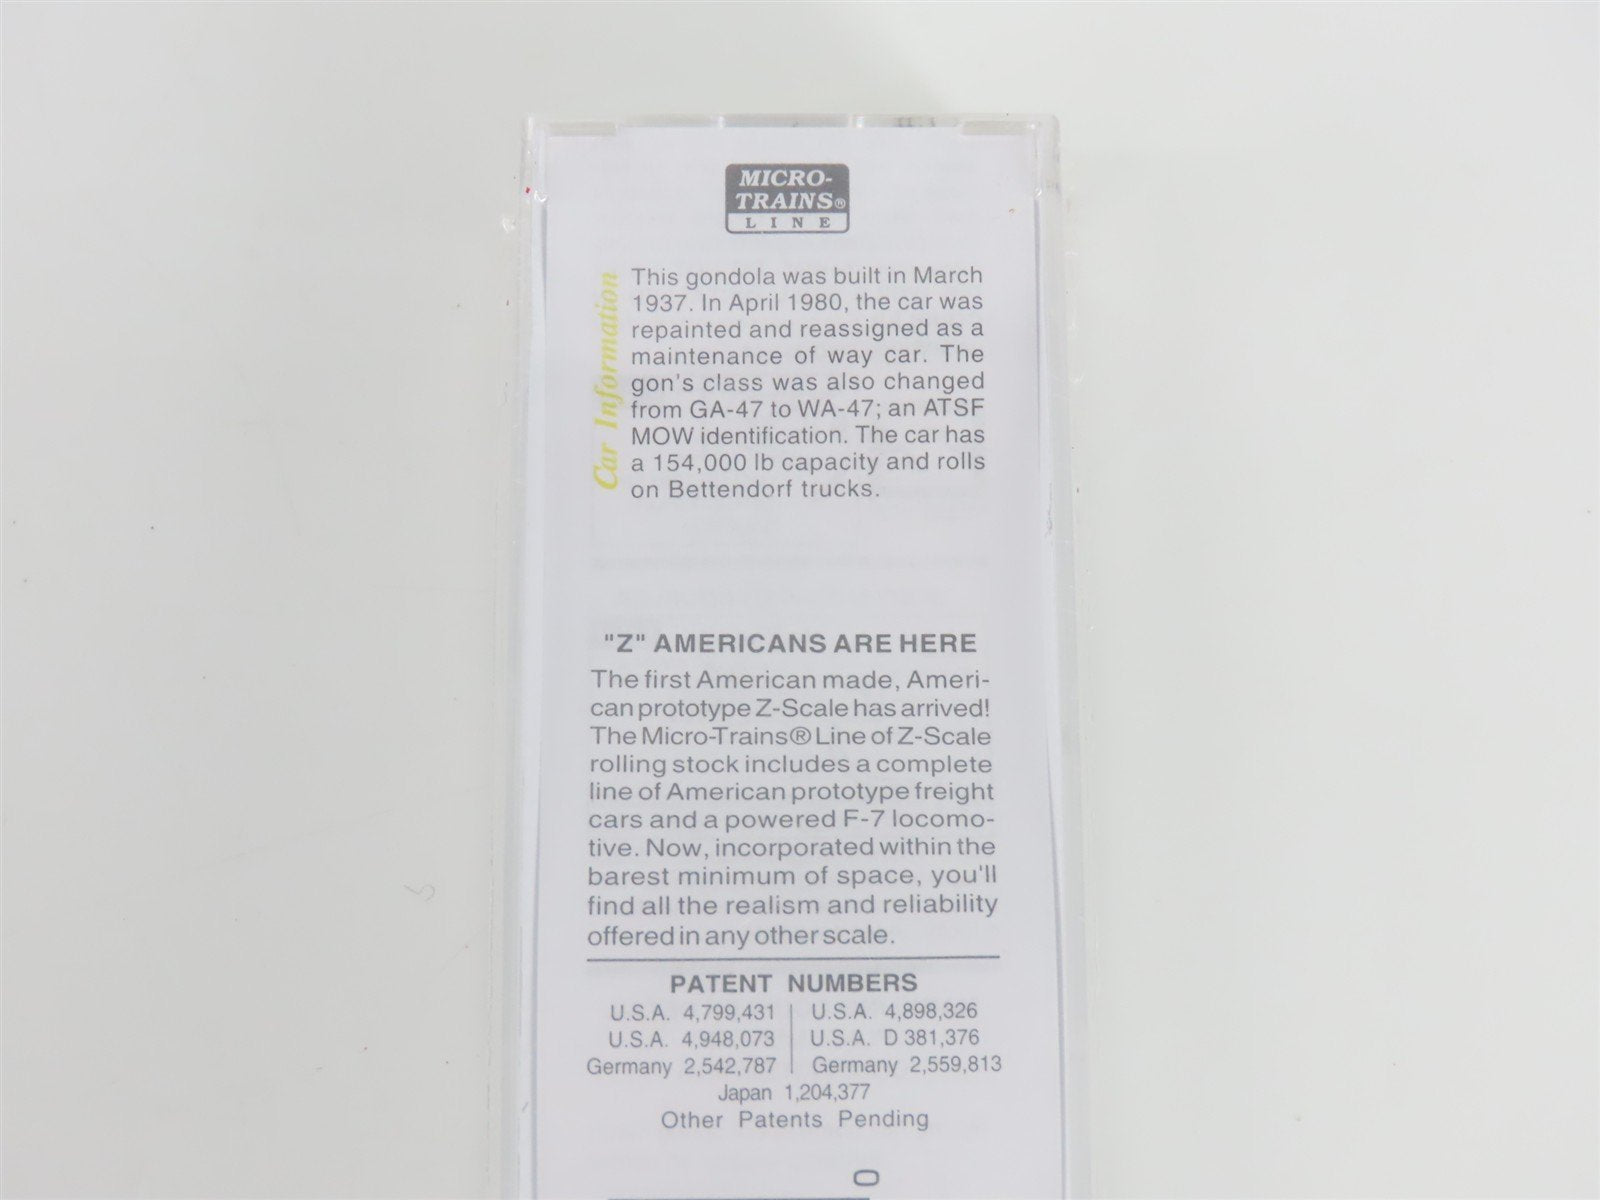 MICRO-
TRAINS®
LINE
Car Information
This gondola was built in March
1937. In April 1980, the car was
repainted and reassigned as a
maintenance of way car. The
gon's class was also changed
from GA-47 to WA-47; an ATSF
MOW identification. The car has
a 154,000 lb capacity and rolls
on Bettendorf trucks.
"Z" AMERICANS ARE HERE
The first American made, Ameri-
can prototype Z-Scale has arrived!
The Micro-Trains® Line of Z-Scale
rolling stock includes a complete
line of American prototype freight
cars and a powered F-7 locomo-
tive. Now, incorporated within the
barest minimum of space, you'll
find all the realism and reliability
offered in any other scale.
PATENT NUMBERS
U.S.A. 4,799,431 | U.S.A. 4,898,326
U.S.A. 4,948,073 | U.S.A. D 381,376
Germany 2,542,787 | Germany 2,559,813
Japan 1,204,377
Other Patents Pending
0